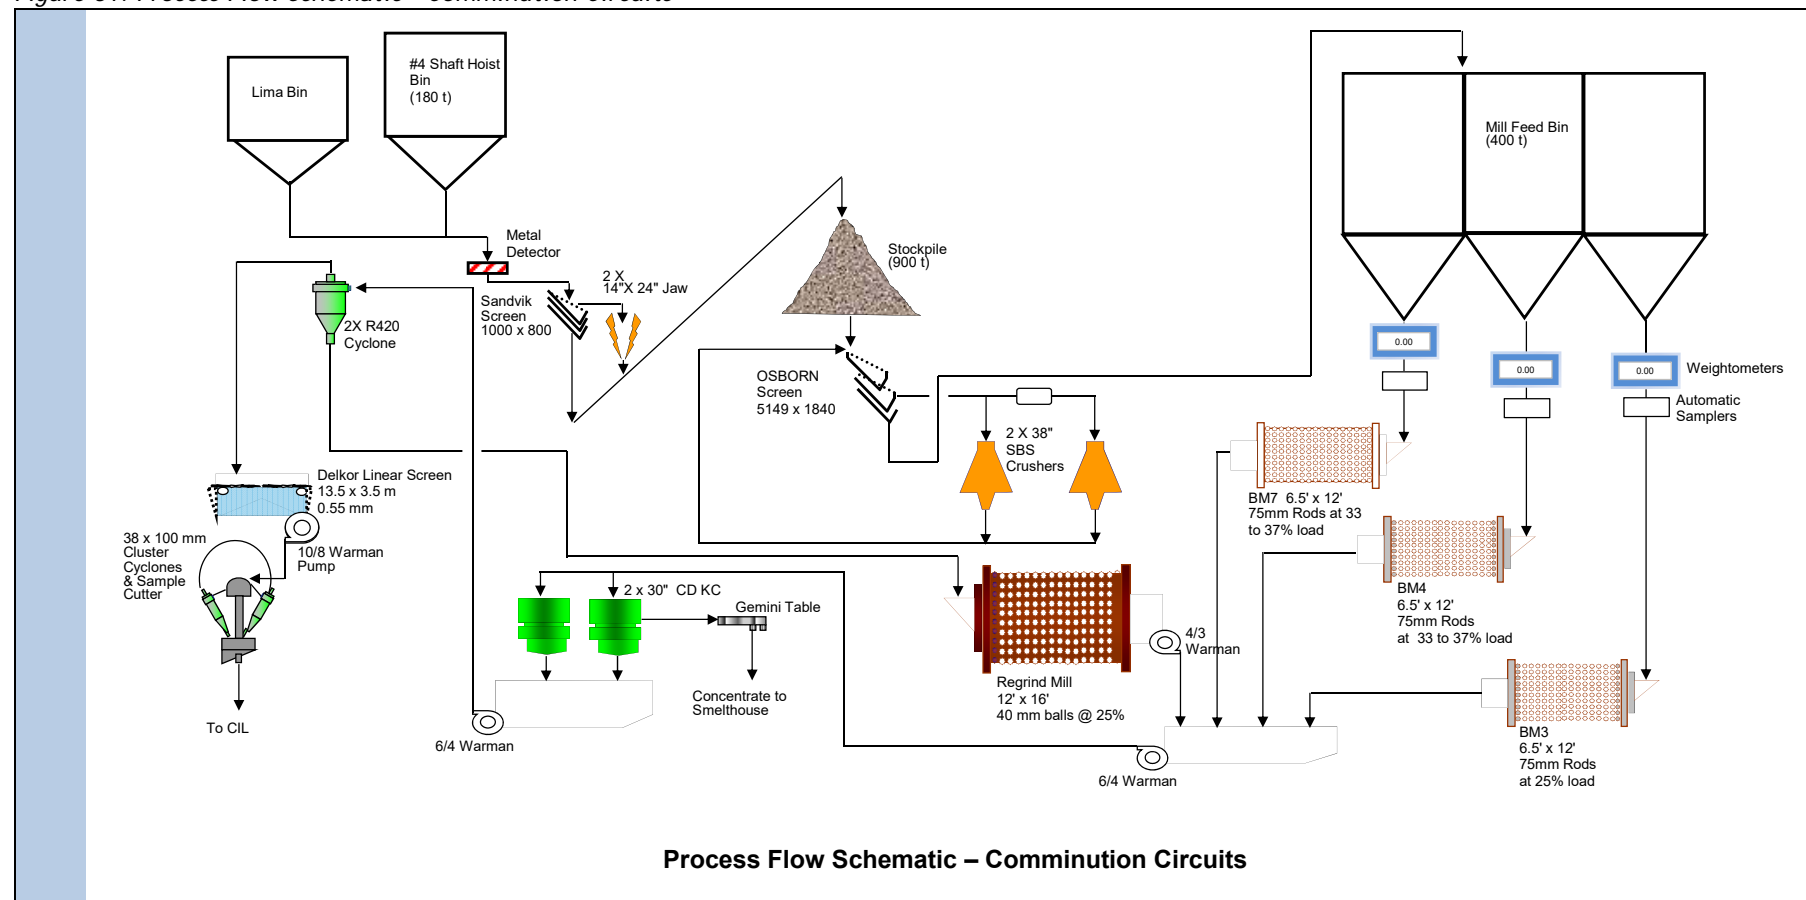 #4 Shaft Hoist
Bin
(180 t)
Lima Bin
Mill Feed Bin
(400 t)
Metal
Detector
Stockpile
(900 t)
2 X
14"X 24" Jaw
Sandvik
Screen
1000 x 800
2X R420
Cyclone
0.00
0.00
0.00
Weightometers
OSBORN
Screen
5149 x 1840
Automatic
Samplers
2 X 38"
SBS
Crushers
Delkor Linear Screen
13.5 x 3.5 m
0.55 mm
BM7 6.5' x 12'
75mm Rods at 33
to 37% load
38 x 100 mm
Cluster
Cyclones
& Sample
Cutter
10/8 Warman
Pump
2 x 30" CD KC
Gemini Table
BM4
6.5' x 12'
75mm Rods
at 33 to 37% load
4/3
Warman
Regrind Mill
12' x 16'
40 mm balls @ 25%
Concentrate to
Smelthouse
To CIL
6/4 Warman
BM3
6.5' x 12'
75mm Rods
at 25% load
6/4 Warman
Process Flow Schematic – Comminution Circuits